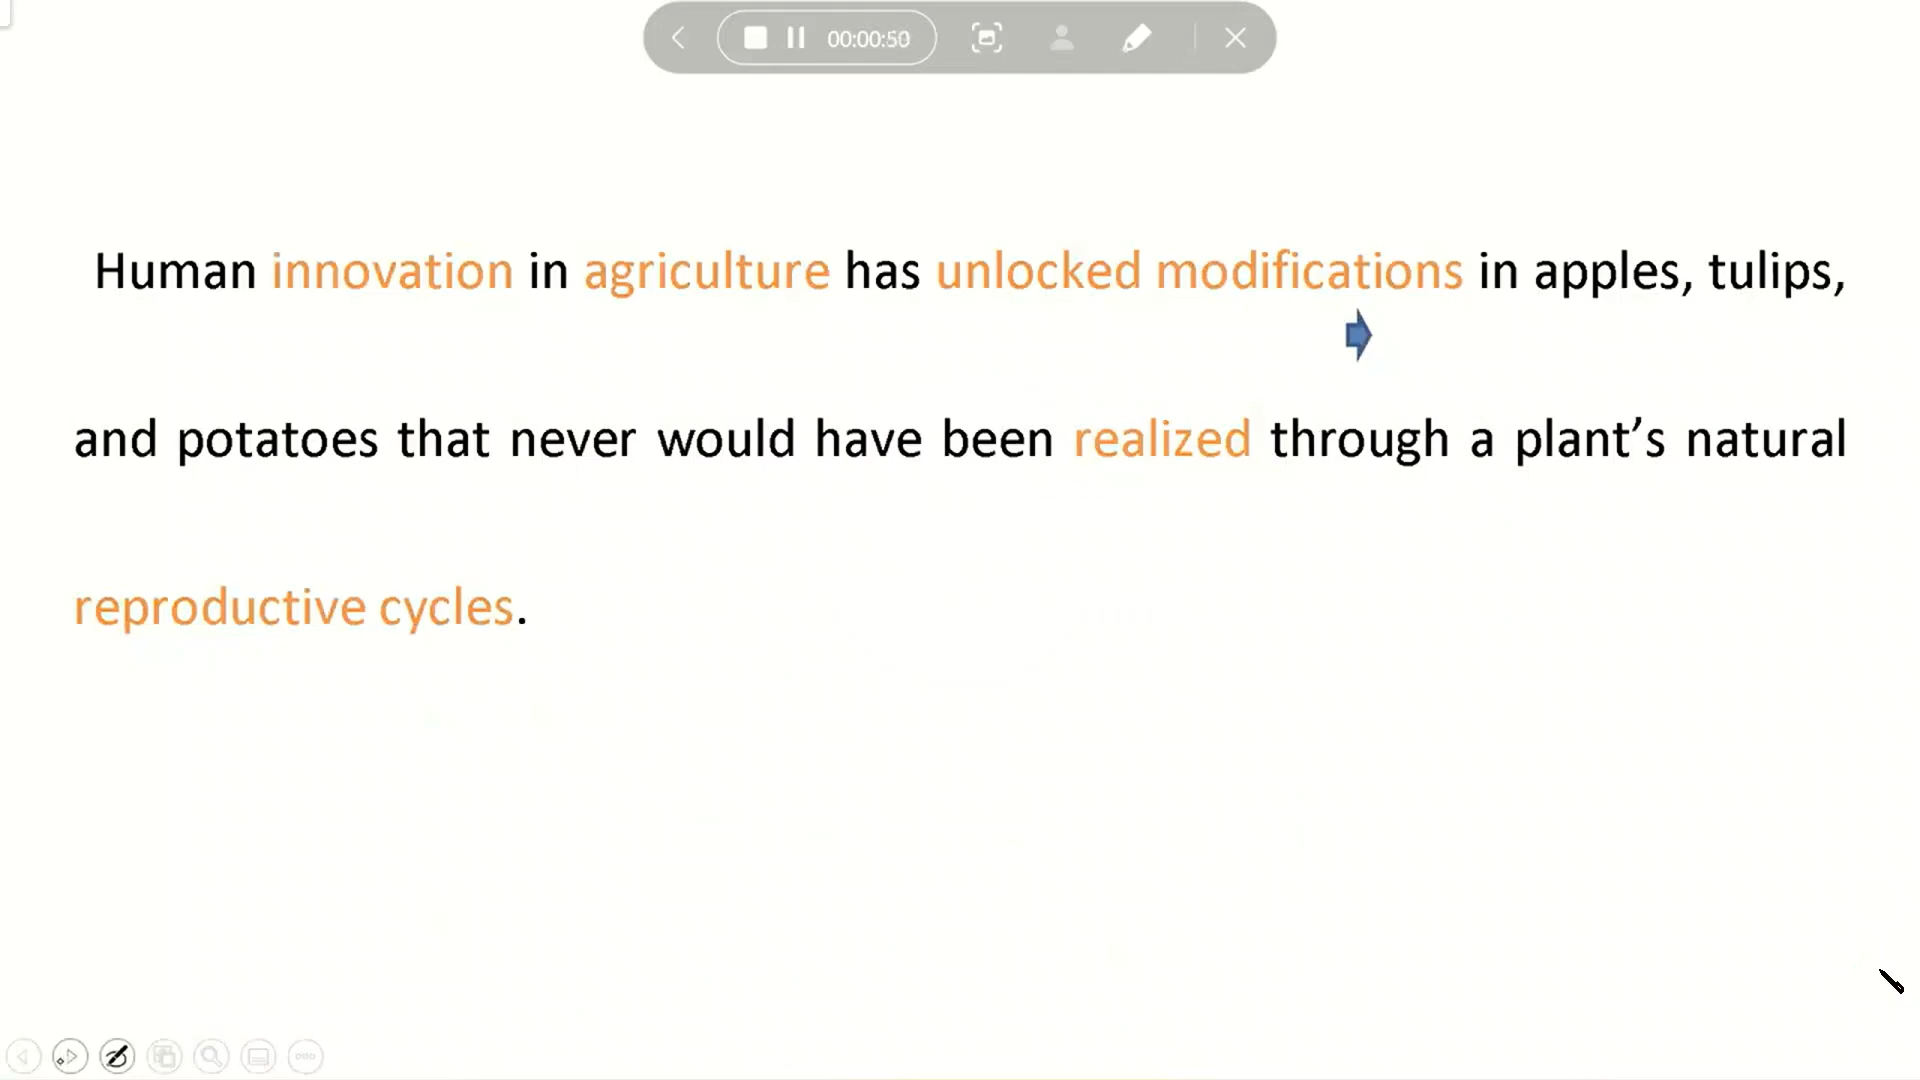 00:00:50
Human innovation in agriculture has unlocked modifications in apples, tulips,
and potatoes that never would have been realized through a plant’s natural
reproductive cycles.